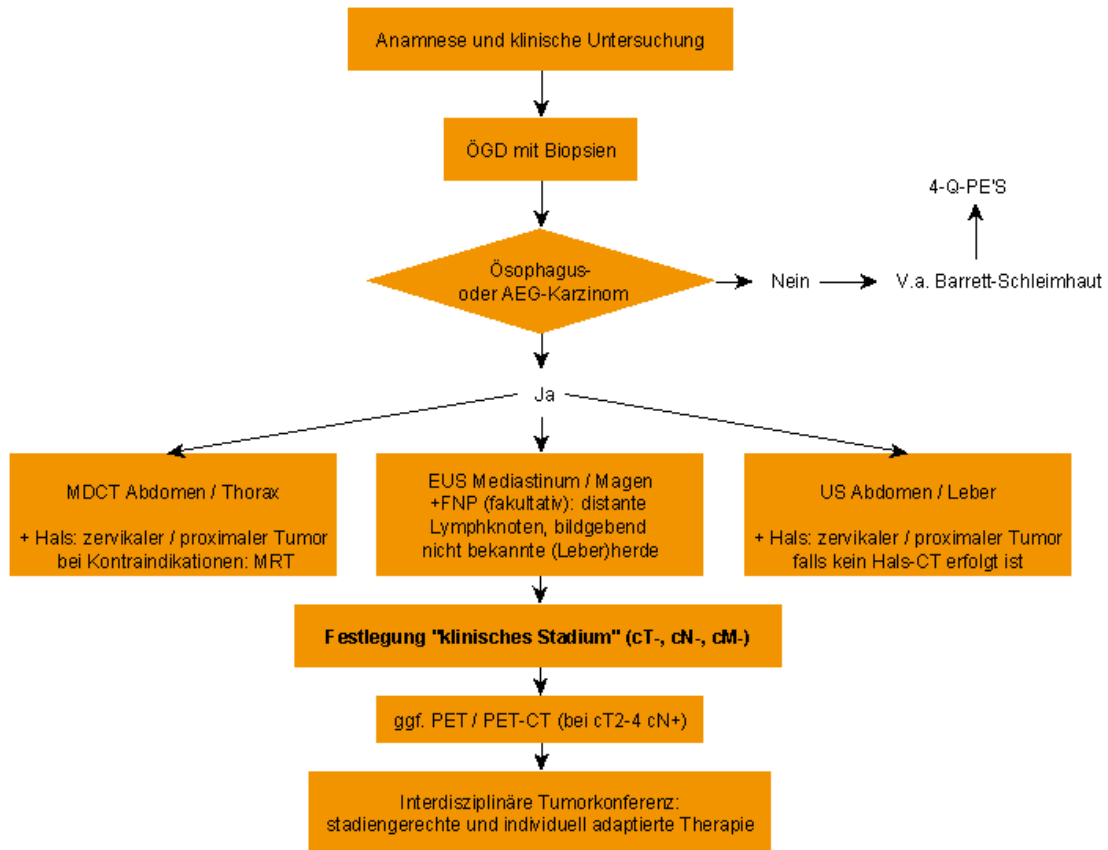 Anamnese und klinische Untersuchung
ÖGD mit Biopsien
4-Q-PE'S
Ösophagus-
oder AEG-Karzinom
Nein
V.a. Barrett-Schleimhaut
Ja
MDCT Abdomen / Thorax
+ Hals: zervikaler / proximaler Tumor
bei Kontraindikationen: MRT
EUS Mediastinum / Magen
+FNP (fakultativ): distante
Lymphknoten, bildgebend
nicht bekannte (Leber)herde
US Abdomen / Leber
+ Hals: zervikaler / proximaler Tumor
falls kein Hals-CT erfolgt ist
Festlegung "klinisches Stadium" (cT-, cN-, cM-)
ggf. PET / PET-CT (bei cT2-4 cN+)
Interdisziplinäre Tumorkonferenz:
stadiengerechte und individuell adaptierte Therapie